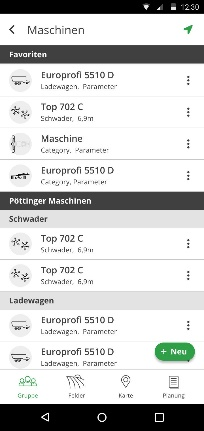 12:30
Maschinen
Favoriten
Europrofi 5510 D
Ladewagen, Parameter
Top 702 C
Schwader, 6,9m
Maschine
Category, Parameter
Europrofi 5510 D
Category, Parameter
Pöttinger Maschinen
Schwader
Top 702 C
Schwader, 6,9m
Top 702 C
Schwader, 6,9m
Ladewagen
Europrofi 5510 D
Ladewagen, Parameter
Europrofi 5510 D
Ladewagen, Parameter
+ Neu
Gruppe
Felder
Karte
Planung